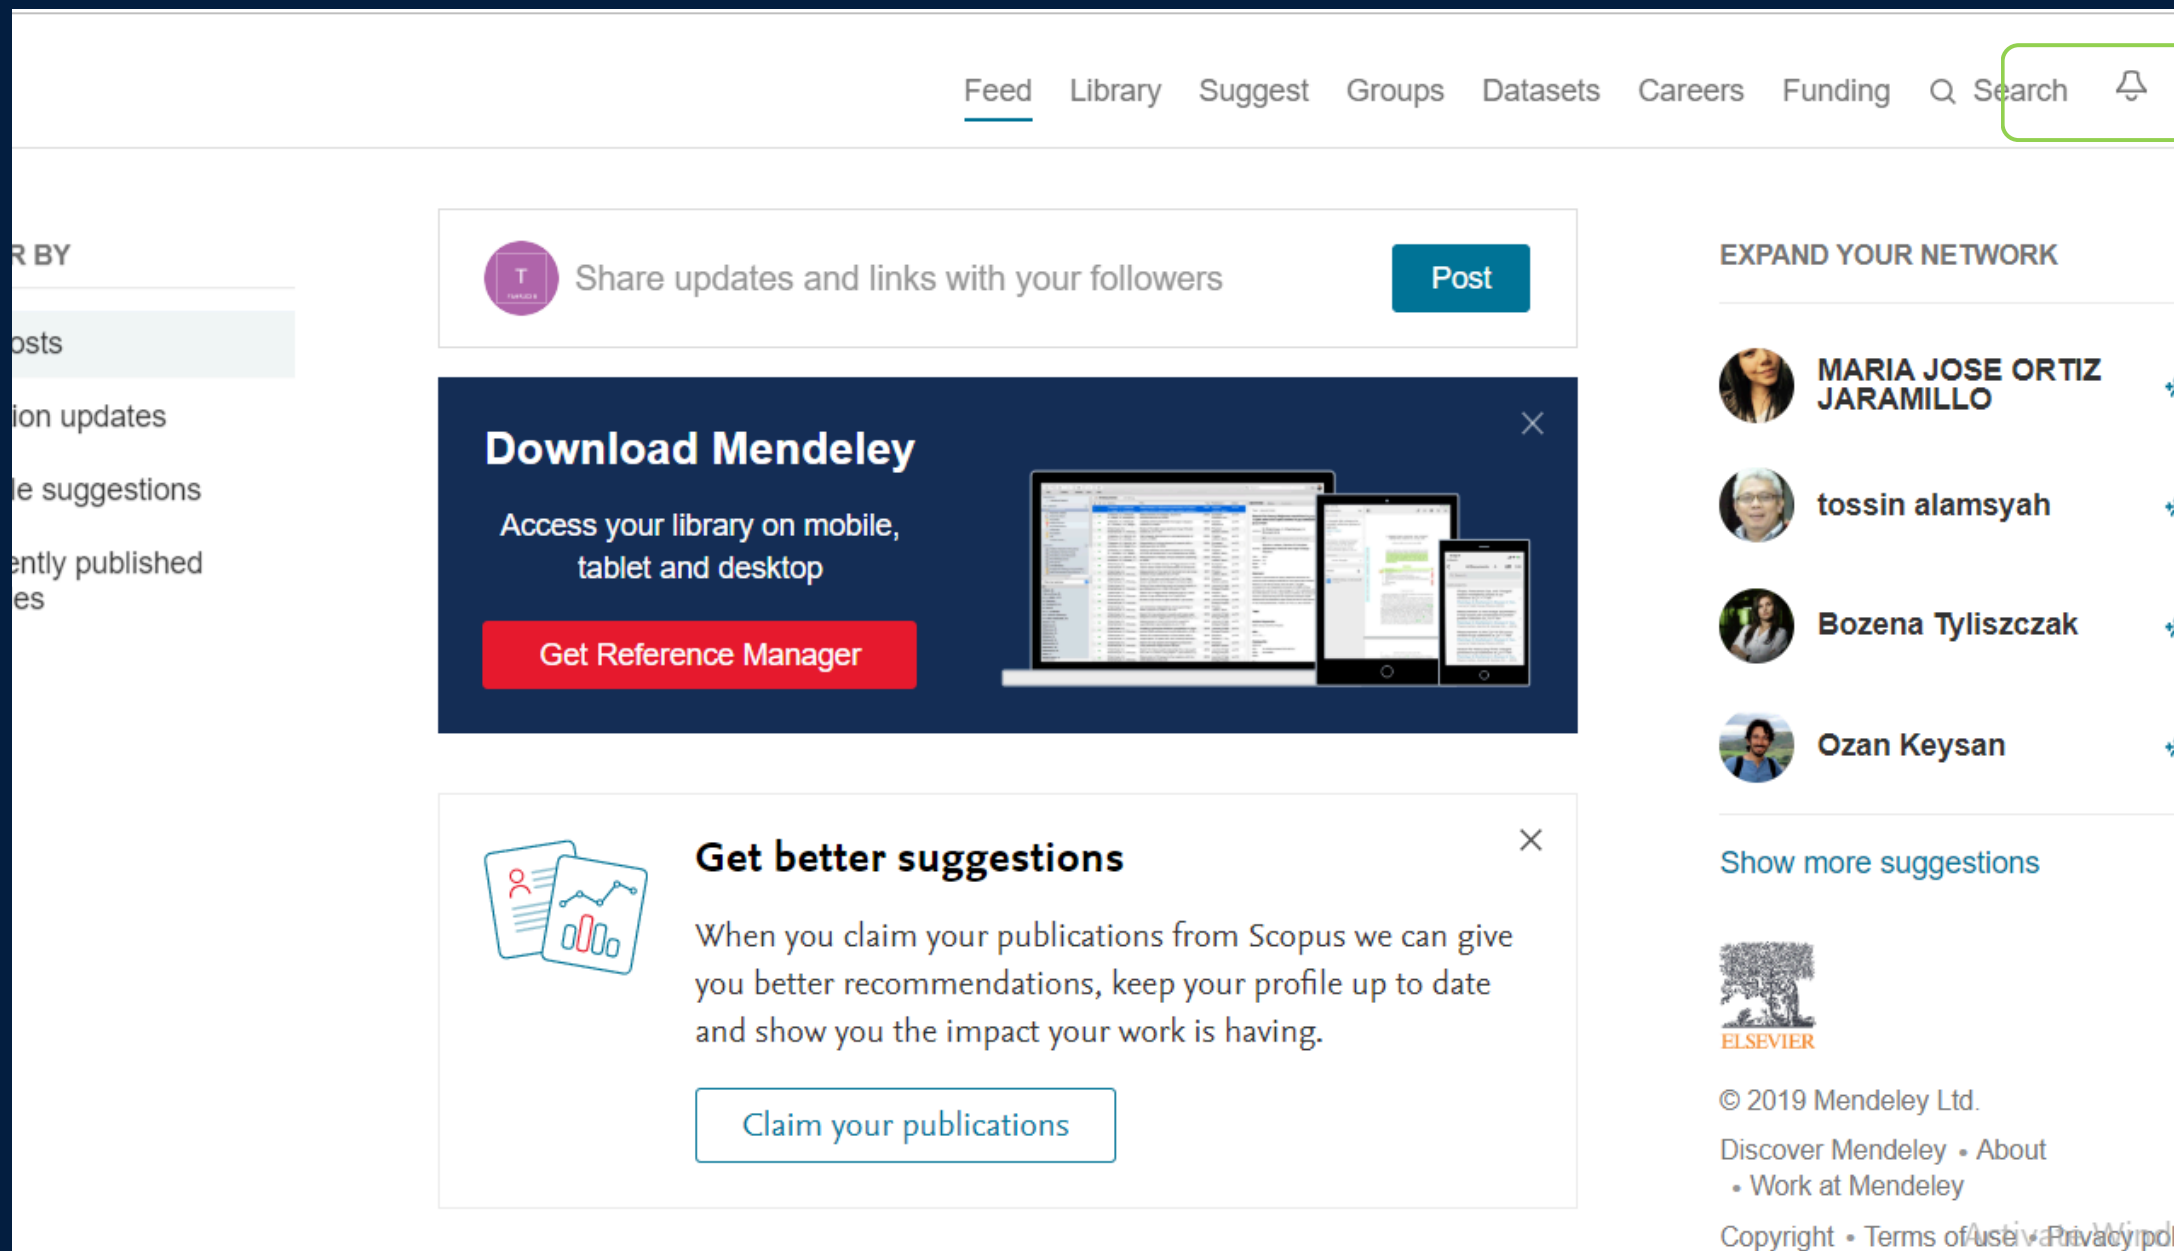 Feed Library Suggest Groups Datasets Careers Funding Search
R BY
osts
ion updates
le suggestions
ently published
es
T
Share updates and links with your followers
Post
Download Mendeley
Access your library on mobile,
tablet and desktop
Get Reference Manager
Get better suggestions
When you claim your publications from Scopus we can give
you better recommendations, keep your profile up to date
and show you the impact your work is having.
Claim your publications
EXPAND YOUR NETWORK
MARIA JOSE ORTIZ
JARAMILLO
tossin alamsyah
Bozena Tyliszczak
Ozan Keysan
Show more suggestions
ELSEVIER
© 2019 Mendeley Ltd.
Discover Mendeley • About
• Work at Mendeley
Copyright • Terms of use • Privacy pol
Activate Wind